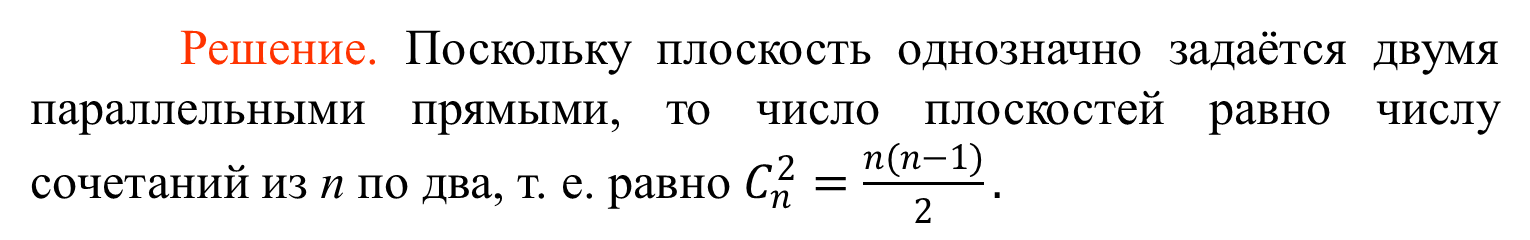 Решение. Поскольку плоскость однозначно задаётся двумя
параллельными прямыми, то число плоскостей равно числу
сочетаний из n по два, т. е. равно $C_n^2 = \frac{n(n-1)}{2}$.